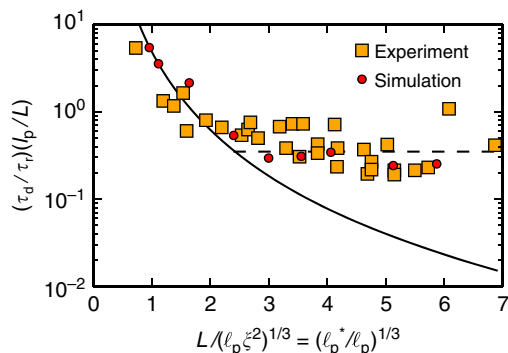 10¹
10⁰
10⁻¹
10⁻²
(τd/τr)(lp/L)
Experiment
Simulation
0 1 2 3 4 5 6 7
L/(ℓpξ²)¹/³ = (ℓp*/ℓp)¹/³